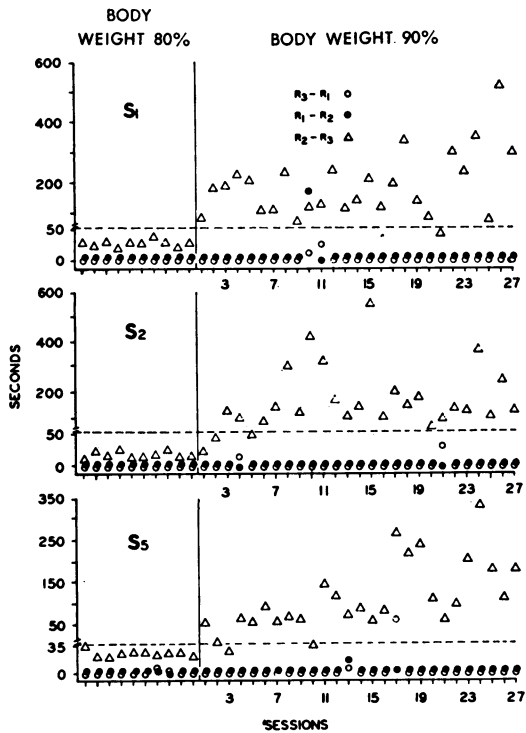 BODY
WEIGHT 80%
BODY WEIGHT 90%
600
400
200
50
0
S1
R3 – R1
R1 – R2
R2 – R3
3 7 11 15 19 23 27
600
400
200
50
0
S2
3 7 11 15 19 23 27
SECONDS
350
250
150
50
35
0
S5
3 7 11 15 19 23 27
SESSIONS